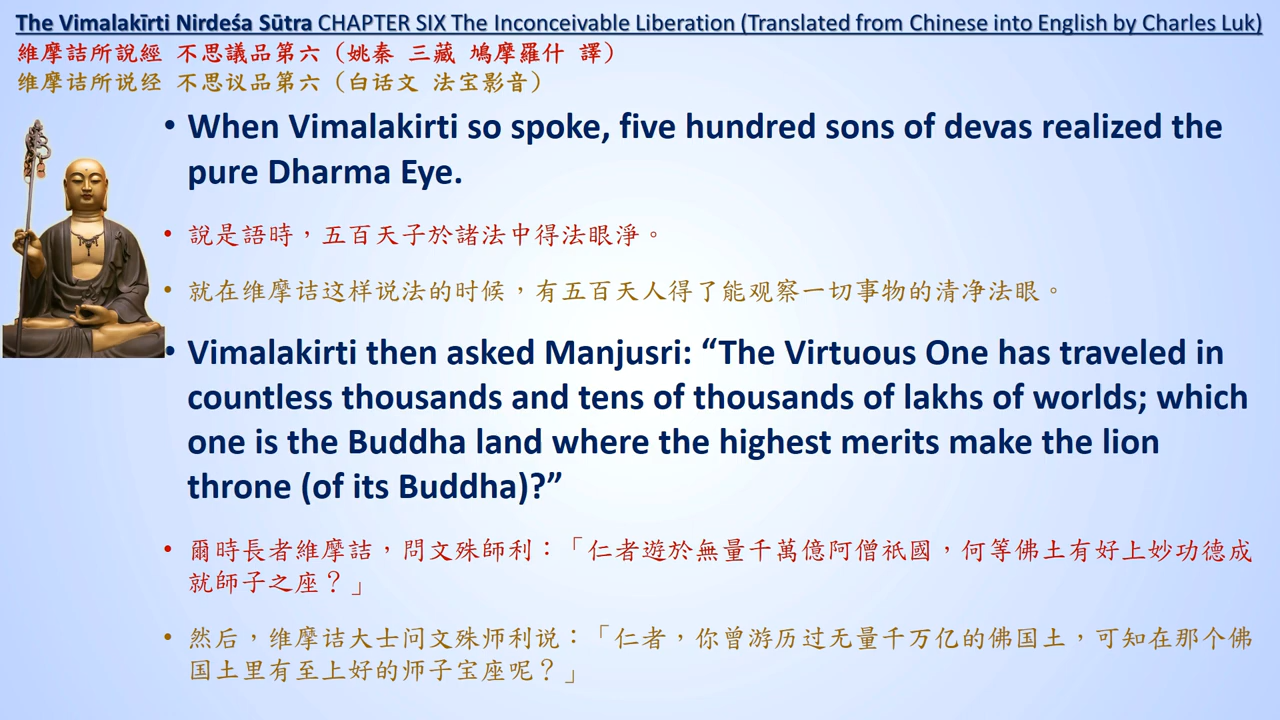 The Vimalakīrti Nirdeśa Sūtra CHAPTER SIX The Inconceivable Liberation (Translated from Chinese into English by Charles Luk)
維摩詰所說經 不思議品第六（姚秦 三藏 鳩摩羅什 譯）
维摩诘所说经 不思议品第六（白话文 法宝影音）
• When Vimalakirti so spoke, five hundred sons of devas realized the
pure Dharma Eye.
• 說是語時，五百天子於諸法中得法眼淨。
• 就在维摩诘这样说法的时候，有五百天人得了能观察一切事物的清净法眼。
• Vimalakirti then asked Manjusri: “The Virtuous One has traveled in
countless thousands and tens of thousands of lakhs of worlds; which
one is the Buddha land where the highest merits make the lion
throne (of its Buddha)?”
• 爾時長者維摩詰，問文殊師利：「仁者遊於無量千萬億阿僧祇國，何等佛土有好上妙功德成
就師子之座？」
• 然后，维摩诘大士问文殊师利说：「仁者，你曾游历过无量千万亿的佛国土，可知在那个佛
国土里有至上好的师子宝座呢？」